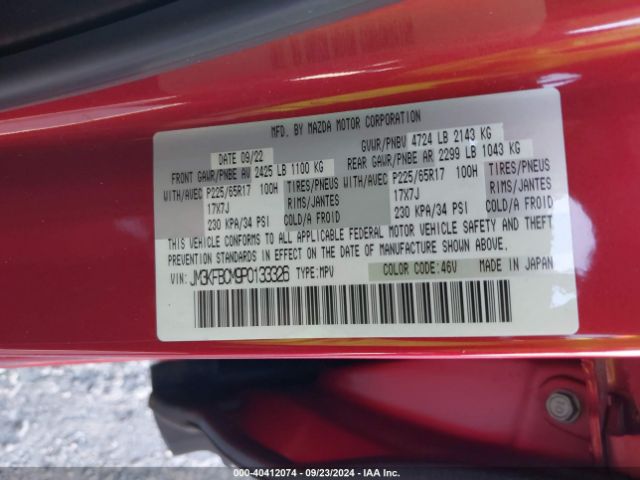 MFD. BY MAZDA MOTOR CORPORATION
DATE 09/22 GVWR/PNBV 4724 LB 2143 KG
FRONT GAWR/PNBE AV 2425 LB 1100 KG REAR GAWR/PNBE AR 2299 LB 1043 KG
WITH/AVEC P225/65R17 100H TIRES/PNEUS WITH/AVEC P225/65R17 100H TIRES/PNEUS
17X7J RIMS/JANTES 17X7J RIMS/JANTES
230 KPA/34 PSI COLD/A FROID 230 KPA/34 PSI COLD/A FROID
THIS VEHICLE CONFORMS TO ALL APPLICABLE FEDERAL MOTOR VEHICLE SAFETY AND THEFT
PREVENTION STANDARDS IN EFFECT ON THE DATE OF MANUFACTURE SHOWN ABOVE.
VIN: JM3KFBCM9P0133326 TYPE:MPV COLOR CODE:46V MADE IN JAPAN
000-40412074 - 09/23/2024 - IAA Inc.